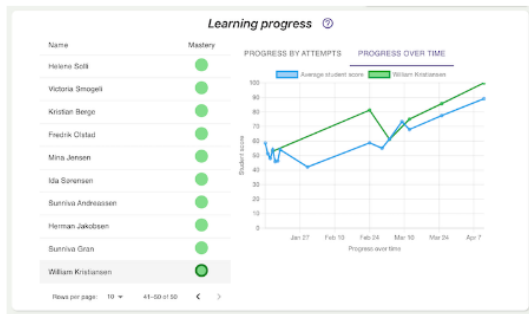 Learning progress
Name
Mastery
Helene Solli
Victoria Smogeli
Kristian Berge
Fredrik Olstad
Mina Jensen
Ida Sørensen
Sunniva Andreassen
Herman Jakobsen
Sunniva Gran
William Kristiansen
Rows per page: 10 41–50 of 50
PROGRESS BY ATTEMPTS PROGRESS OVER TIME
Average student score William Kristiansen
Student score
100
90
80
70
60
50
40
30
20
10
0
Jan 27 Feb 10 Feb 24 Mar 10 Mar 24 Apr 7
Progress over time